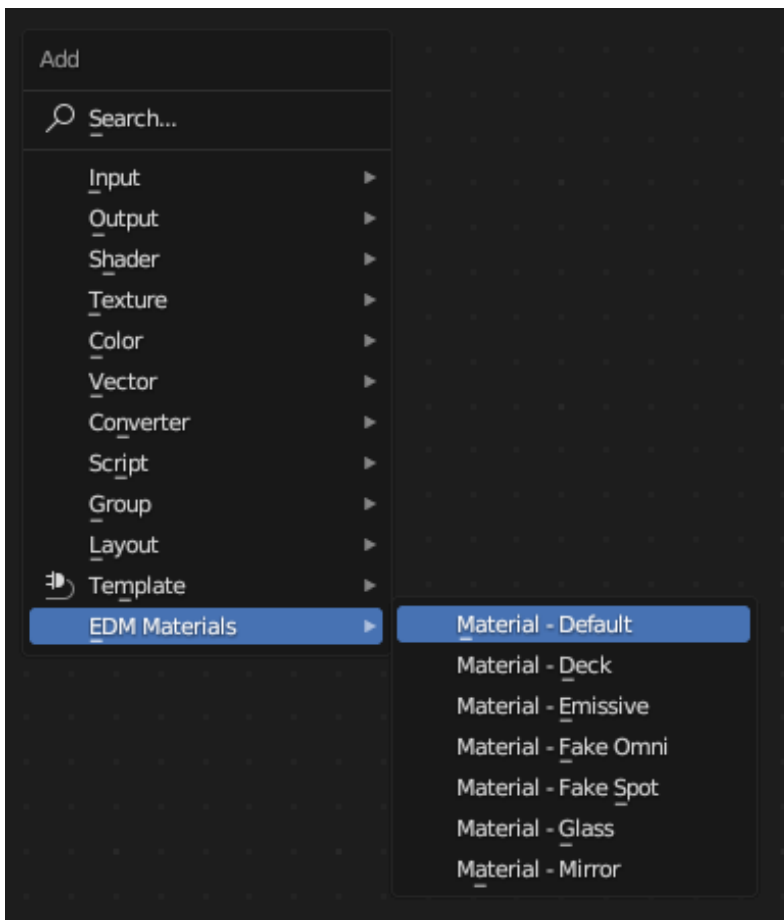 Add
Search...
Input
Output
Shader
Texture
Color
Vector
Converter
Script
Group
Layout
Template
EDM Materials
Material - Default
Material - Deck
Material - Emissive
Material - Fake Omni
Material - Fake Spot
Material - Glass
Material - Mirror